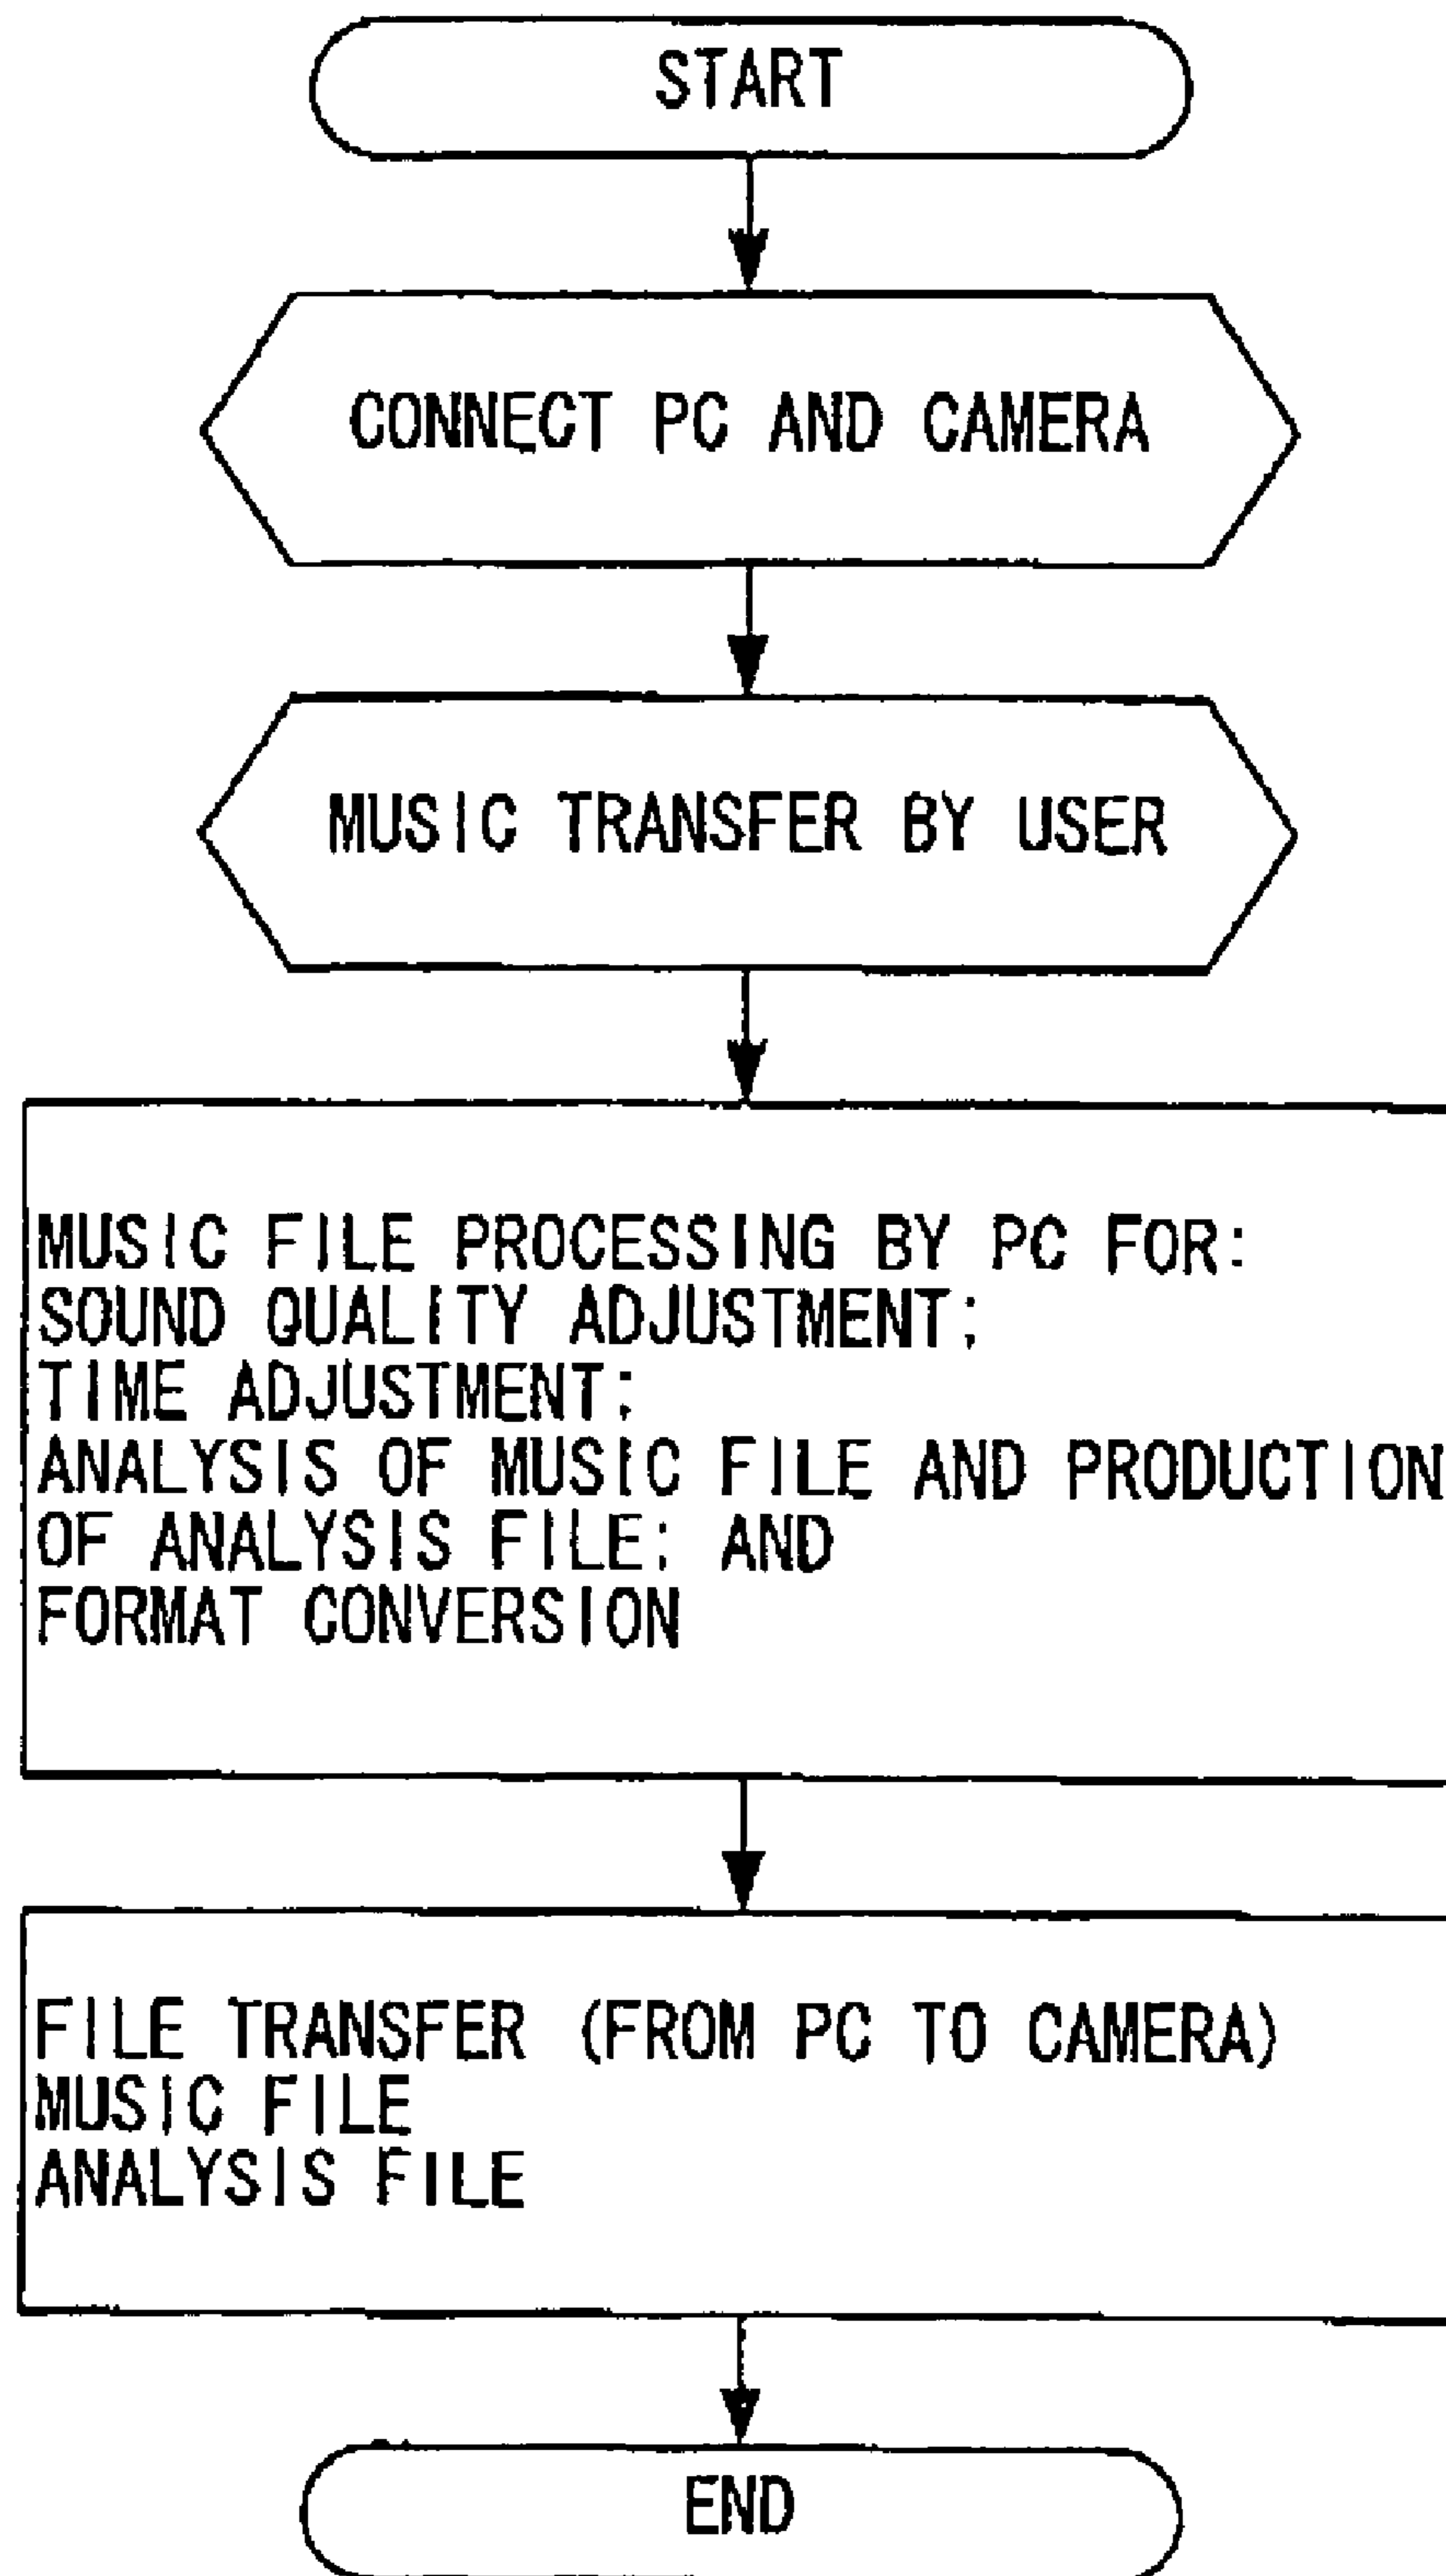 START
CONNECT PC AND CAMERA
MUSIC TRANSFER BY USER
MUSIC FILE PROCESSING BY PC FOR:
SOUND QUALITY ADJUSTMENT;
TIME ADJUSTMENT;
ANALYSIS OF MUSIC FILE AND PRODUCTION
OF ANALYSIS FILE; AND
FORMAT CONVERSION
FILE TRANSFER (FROM PC TO CAMERA)
MUSIC FILE
ANALYSIS FILE
END